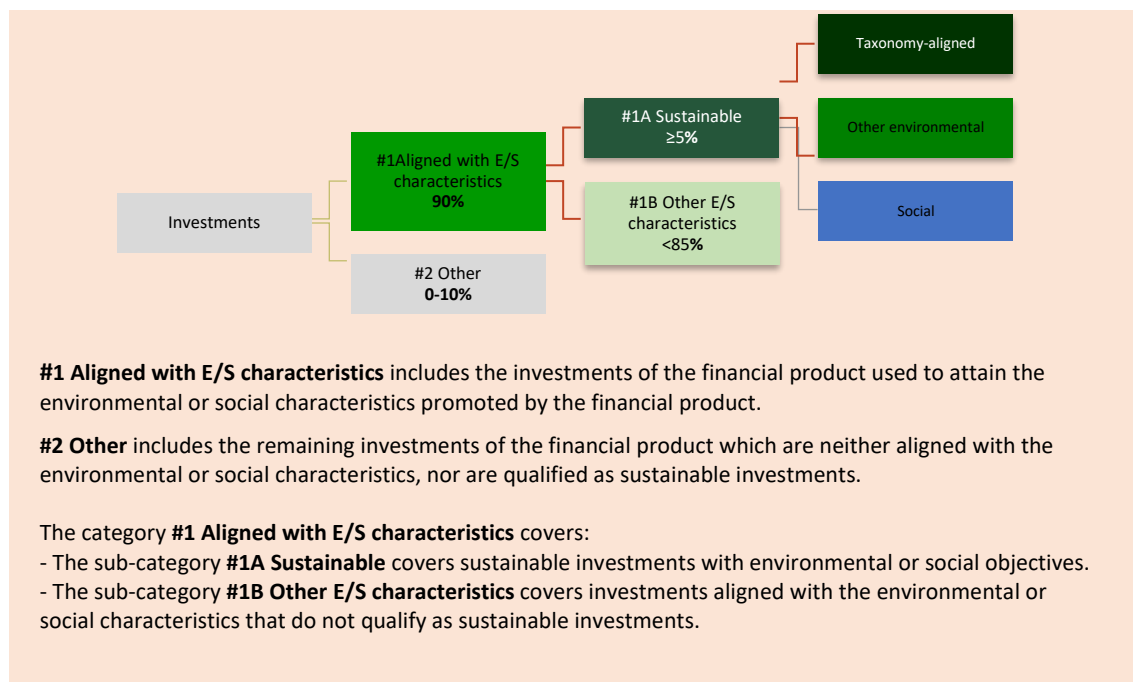 Taxonomy-aligned
#1A Sustainable
≥5%
Other environmental
#1Aligned with E/S
characteristics
90%
#1B Other E/S
characteristics
<85%
Social
Investments
#2 Other
0-10%
#1 Aligned with E/S characteristics includes the investments of the financial product used to attain the
environmental or social characteristics promoted by the financial product.
#2 Other includes the remaining investments of the financial product which are neither aligned with the
environmental or social characteristics, nor are qualified as sustainable investments.
The category #1 Aligned with E/S characteristics covers:
- The sub-category #1A Sustainable covers sustainable investments with environmental or social objectives.
- The sub-category #1B Other E/S characteristics covers investments aligned with the environmental or
social characteristics that do not qualify as sustainable investments.